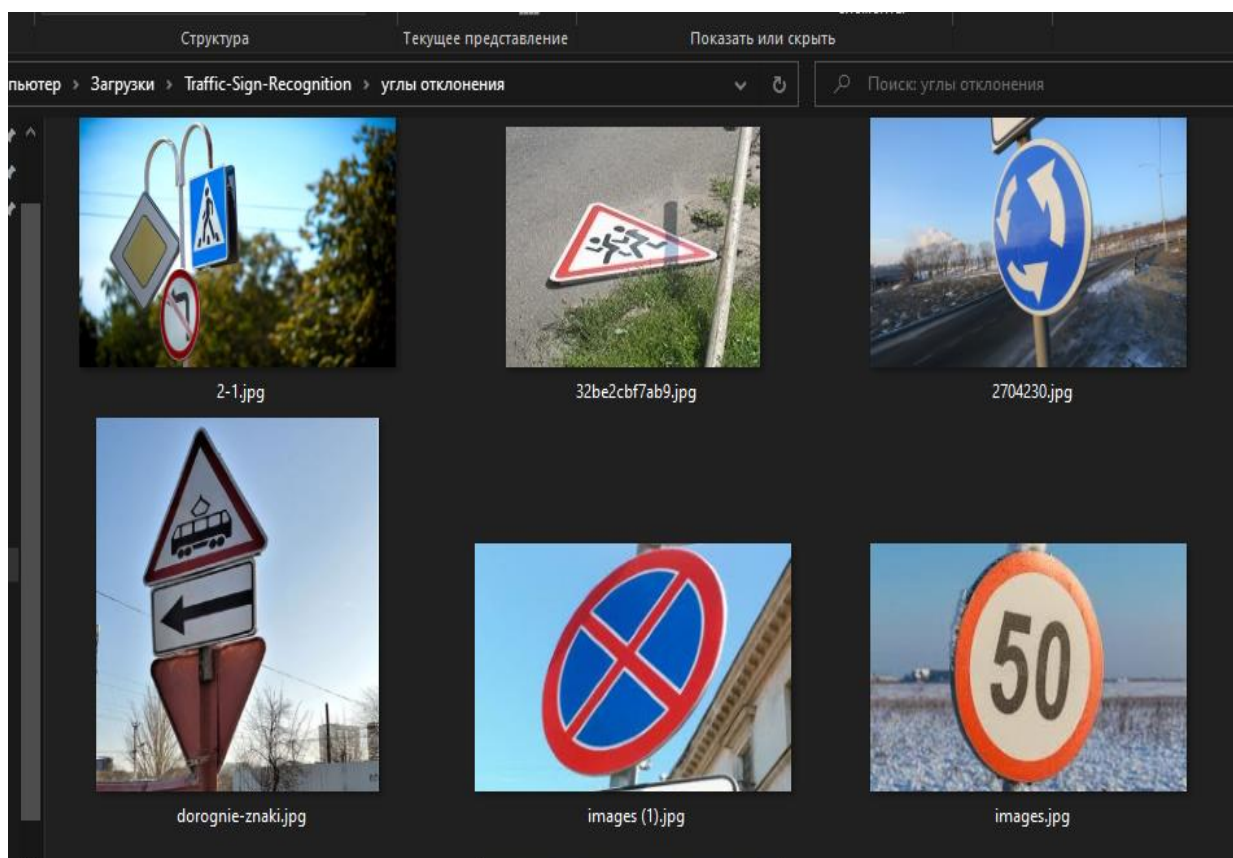 Структура Текущее представление Показать или скрыть
пьютер › Загрузки › Traffic-Sign-Recognition › углы отклонения Поиск: углы отклонения
2-1.jpg 32be2cbf7ab9.jpg 2704230.jpg
50
dorognie-znaki.jpg images (1).jpg images.jpg